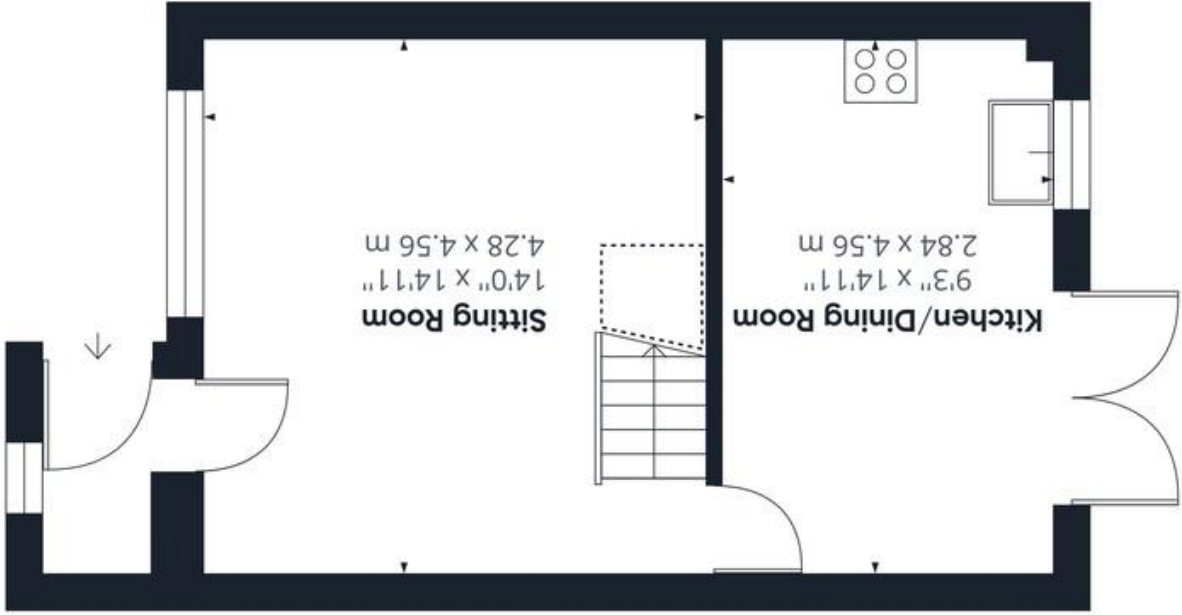 Kitchen/Dining Room
9'3" x 14'11"
2.84 x 4.56 m
Sitting Room
14'0" x 14'11"
4.28 x 4.56 m